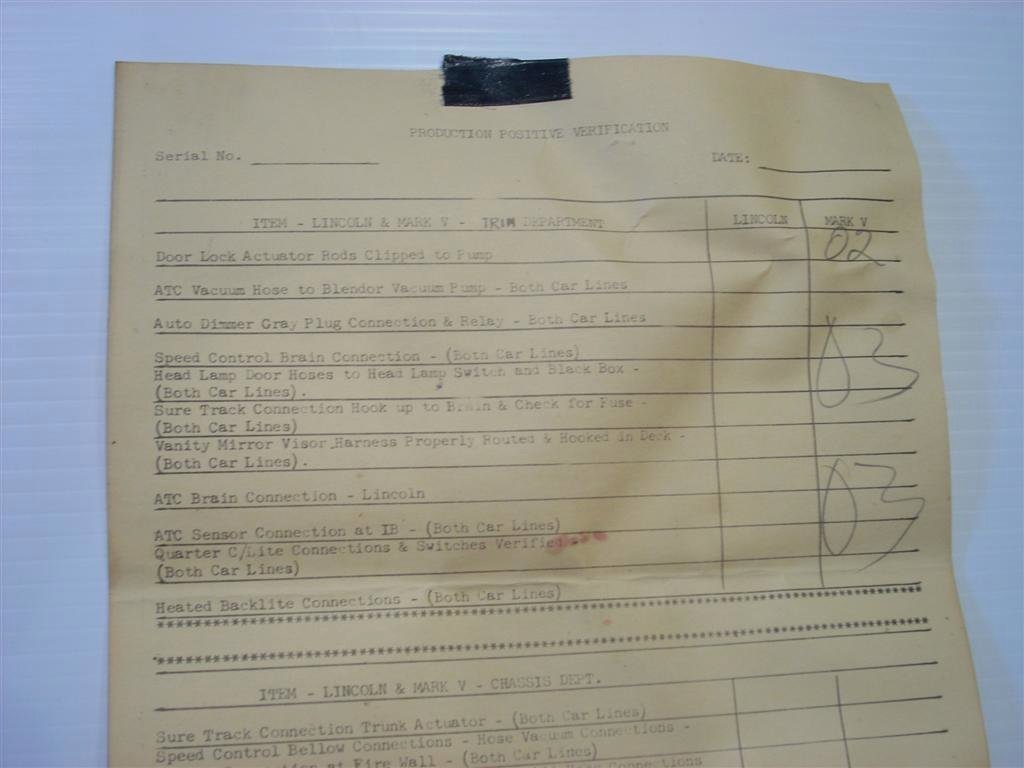 PRODUCTION POSITIVE VERIFICATION
Serial No. DATE:
ITEM - LINCOLN & MARK V - TRIM DEPARTMENT LINCOLN MARK V
Door Lock Actuator Rods Clipped to Pump 02
ATC Vacuum Hose to Blendor Vacuum Pump - Both Car Lines
Auto Dimmer Gray Plug Connection & Relay - Both Car Lines
Speed Control Brain Connection - (Both Car Lines) 03
Head Lamp Door Hoses to Head Lamp Switch and Black Box -
(Both Car Lines).
Sure Track Connection Hook up to Brain & Check for Fuse -
(Both Car Lines)
Vanity Mirror Visor Harness Properly Routed & Hooked in Deck -
(Both Car Lines).
ATC Brain Connection - Lincoln 03
ATC Sensor Connection at IB - (Both Car Lines)
Quarter C/Lite Connections & Switches Verified
(Both Car Lines)
Heated Backlite Connections - (Both Car Lines)
ITEM - LINCOLN & MARK V - CHASSIS DEPT.
Sure Track Connection Trunk Actuator - (Both Car Lines)
Speed Control Bellow Connections - Hose Vacuum Connections -
at Fire Wall - (Both Car Lines)
Connections